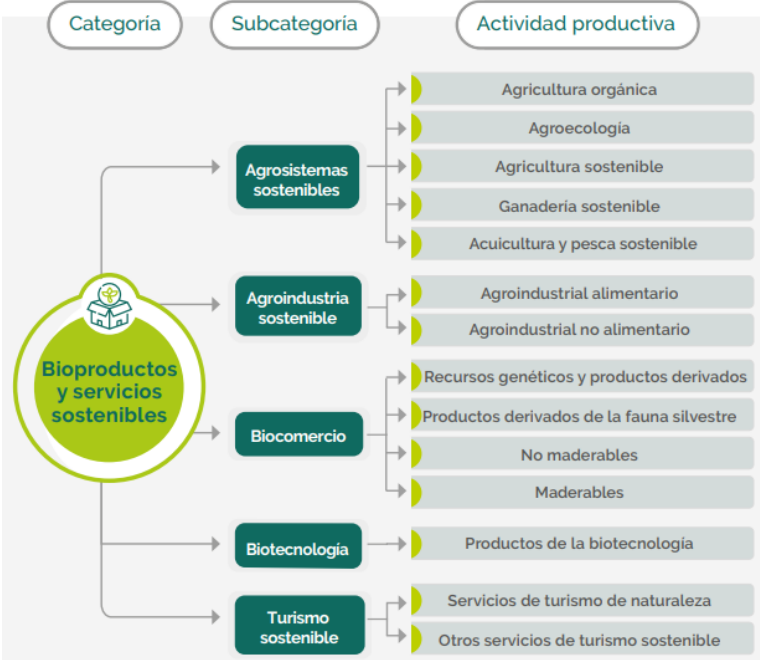 Categoría
Subcategoría
Actividad productiva
Bioproductos
y servicios
sostenibles
Agrosistemas
sostenibles
Agricultura orgánica
Agroecología
Agricultura sostenible
Ganadería sostenible
Acuicultura y pesca sostenible
Agroindustria
sostenible
Agroindustrial alimentario
Agroindustrial no alimentario
Biocomercio
Recursos genéticos y productos derivados
Productos derivados de la fauna silvestre
No maderables
Maderables
Biotecnología
Productos de la biotecnología
Turismo
sostenible
Servicios de turismo de naturaleza
Otros servicios de turismo sostenible